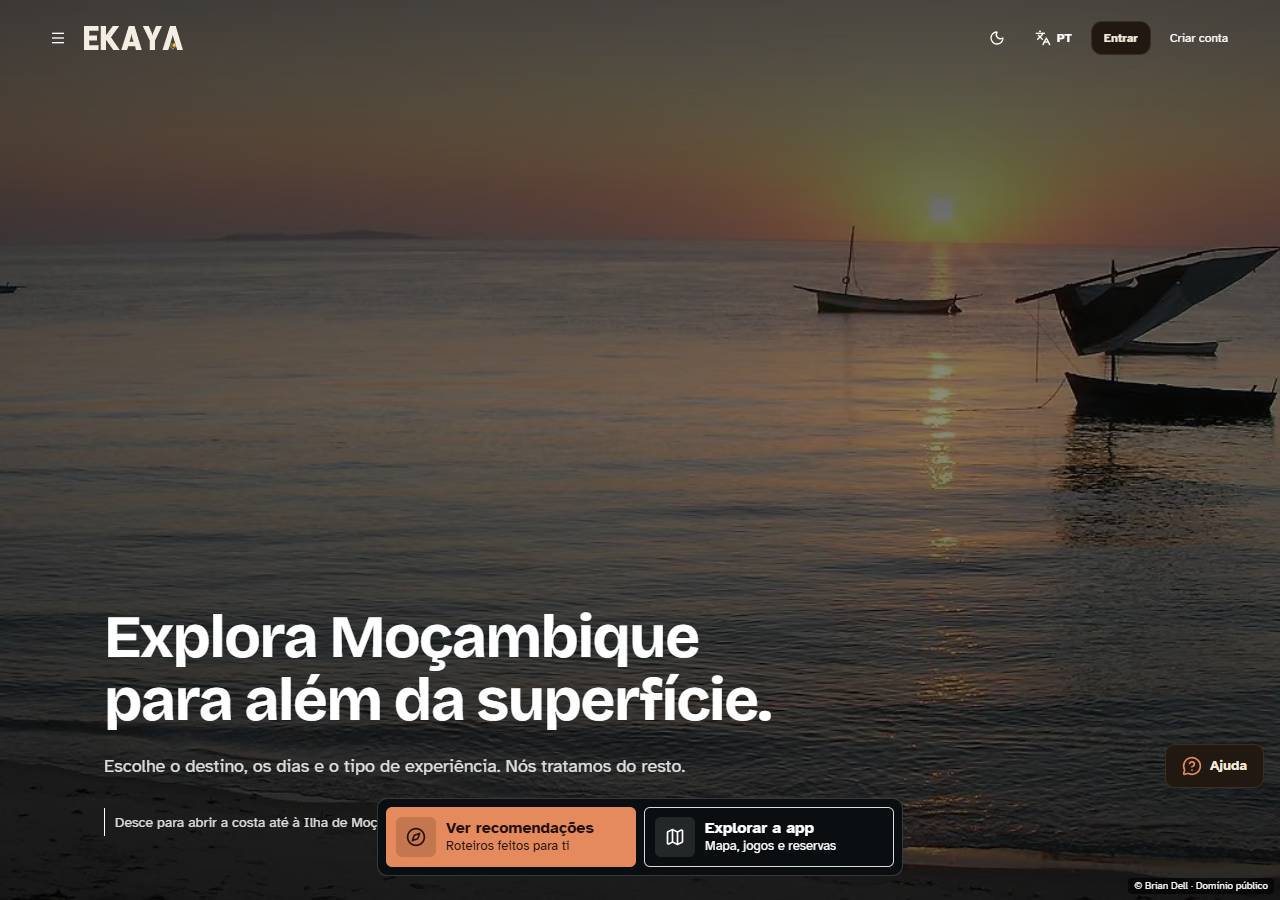 EKAYA
PT
Entrar
Criar conta
Explora Moçambique
para além da superfície.
Escolhe o destino, os dias e o tipo de experiência. Nós tratamos do resto.
Desce para abrir a costa até à Ilha de Moç
Ver recomendações
Roteiros feitos para ti
Explorar a app
Mapa, jogos e reservas
Ajuda
© Brian Dell · Domínio público